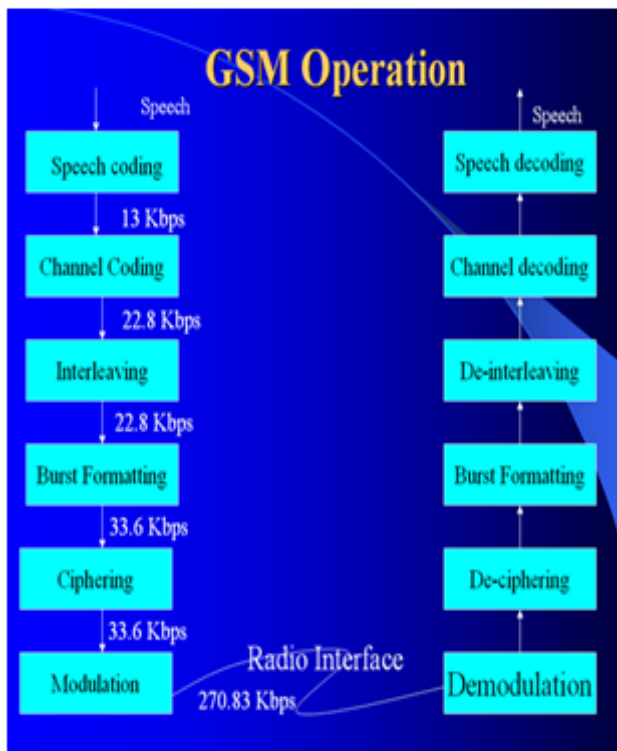 GSM Operation
Speech
Speech coding
13 Kbps
Channel Coding
22.8 Kbps
Interleaving
22.8 Kbps
Burst Formatting
33.6 Kbps
Ciphering
33.6 Kbps
Modulation
Radio Interface
270.83 Kbps
Speech
Speech decoding
Channel decoding
De-interleaving
Burst Formatting
De-ciphering
Demodulation